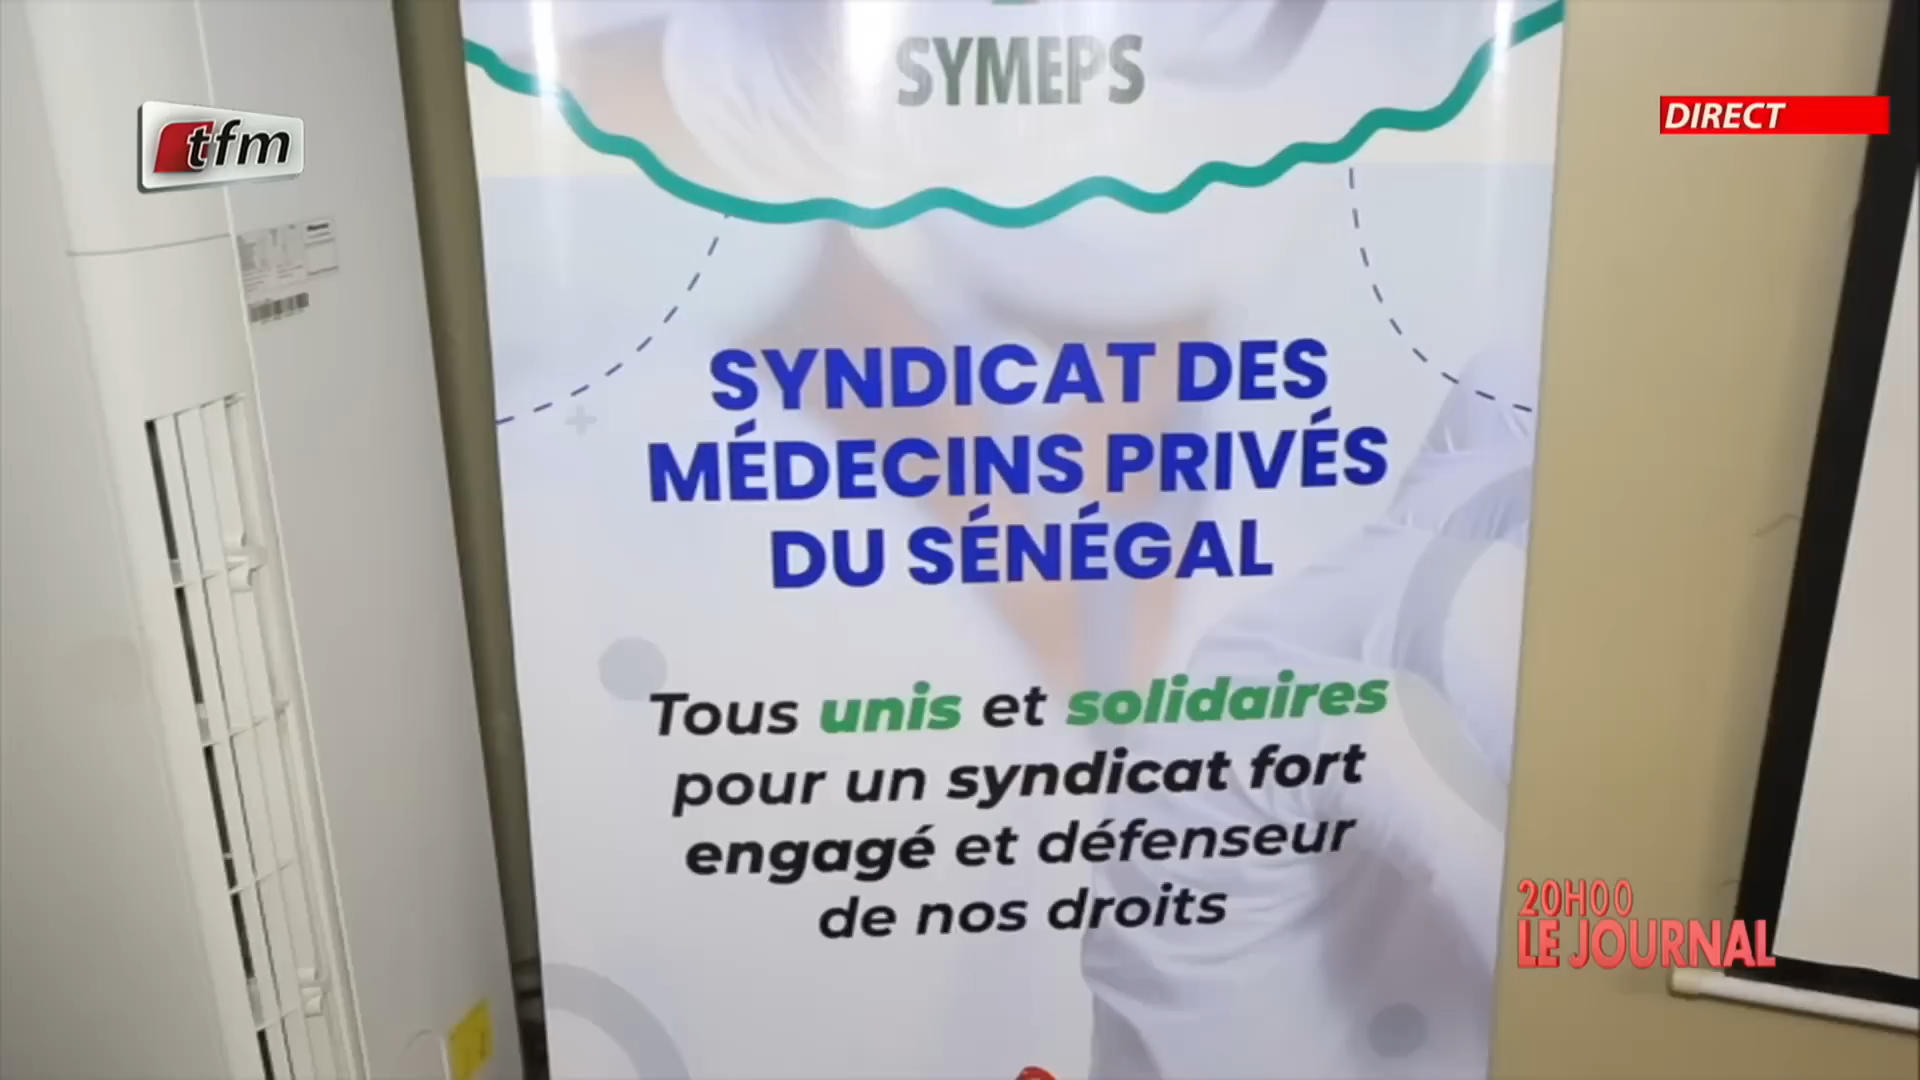 SYMEPS
tfm
DIRECT
SYNDICAT DES
MÉDECINS PRIVÉS
DU SÉNÉGAL
Tous unis et solidaires
pour un syndicat fort
engagé et défenseur
de nos droits
20H00
LE JOURNAL